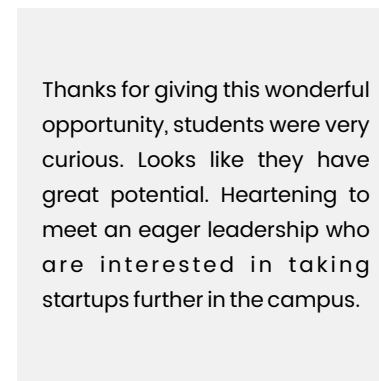 Thanks for giving this wonderful
opportunity, students were very
curious. Looks like they have
great potential. Heartening to
meet an eager leadership who
are interested in taking
startups further in the campus.